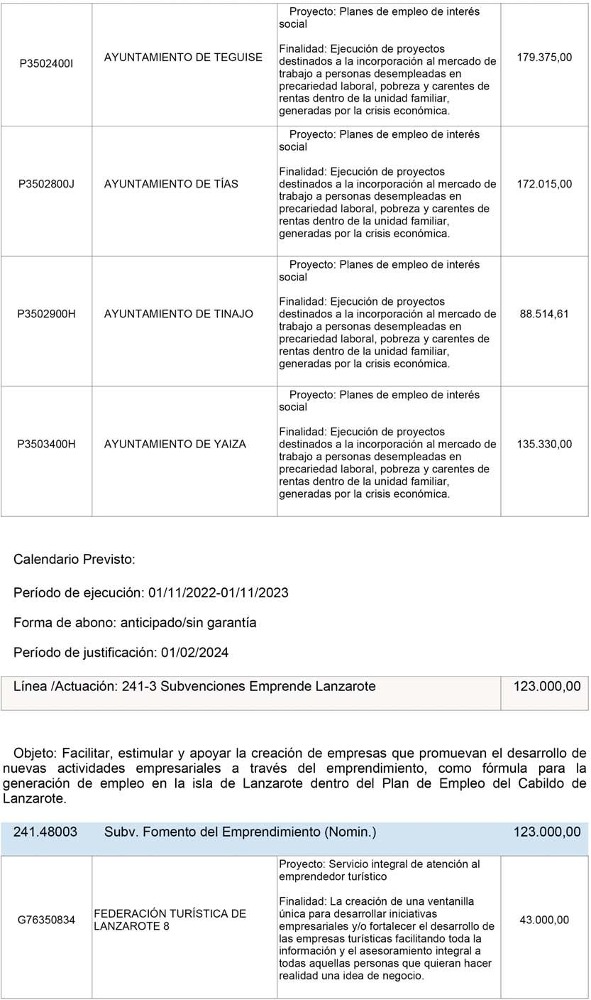 P3502400I
AYUNTAMIENTO DE TEGUISE
Proyecto: Planes de empleo de interés
social
Finalidad: Ejecución de proyectos
destinados a la incorporación al mercado de
trabajo a personas desempleadas en
precariedad laboral, pobreza y carentes de
rentas dentro de la unidad familiar,
generadas por la crisis económica.
179.375,00
P3502800J
AYUNTAMIENTO DE TÍAS
Proyecto: Planes de empleo de interés
social
Finalidad: Ejecución de proyectos
destinados a la incorporación al mercado de
trabajo a personas desempleadas en
precariedad laboral, pobreza y carentes de
rentas dentro de la unidad familiar,
generadas por la crisis económica.
172.015,00
P3502900H
AYUNTAMIENTO DE TINAJO
Proyecto: Planes de empleo de interés
social
Finalidad: Ejecución de proyectos
destinados a la incorporación al mercado de
trabajo a personas desempleadas en
precariedad laboral, pobreza y carentes de
rentas dentro de la unidad familiar,
generadas por la crisis económica.
88.514,61
P3503400H
AYUNTAMIENTO DE YAIZA
Proyecto: Planes de empleo de interés
social
Finalidad: Ejecución de proyectos
destinados a la incorporación al mercado de
trabajo a personas desempleadas en
precariedad laboral, pobreza y carentes de
rentas dentro de la unidad familiar,
generadas por la crisis económica.
135.330,00
Calendario Previsto:
Período de ejecución: 01/11/2022-01/11/2023
Forma de abono: anticipado/sin garantía
Período de justificación: 01/02/2024
Línea /Actuación: 241-3 Subvenciones Emprende Lanzarote 123.000,00
Objeto: Facilitar, estimular y apoyar la creación de empresas que promuevan el desarrollo de
nuevas actividades empresariales a través del emprendimiento, como fórmula para la
generación de empleo en la isla de Lanzarote dentro del Plan de Empleo del Cabildo de
Lanzarote.
241.48003 Subv. Fomento del Emprendimiento (Nomin.) 123.000,00
G76350834
FEDERACIÓN TURÍSTICA DE
LANZAROTE 8
Proyecto: Servicio integral de atención al
emprendedor turístico
Finalidad: La creación de una ventanilla
única para desarrollar iniciativas
empresariales y/o fortalecer el desarrollo de
las empresas turísticas facilitando toda la
información y el asesoramiento integral a
todas aquellas personas que quieran hacer
realidad una idea de negocio.
43.000,00